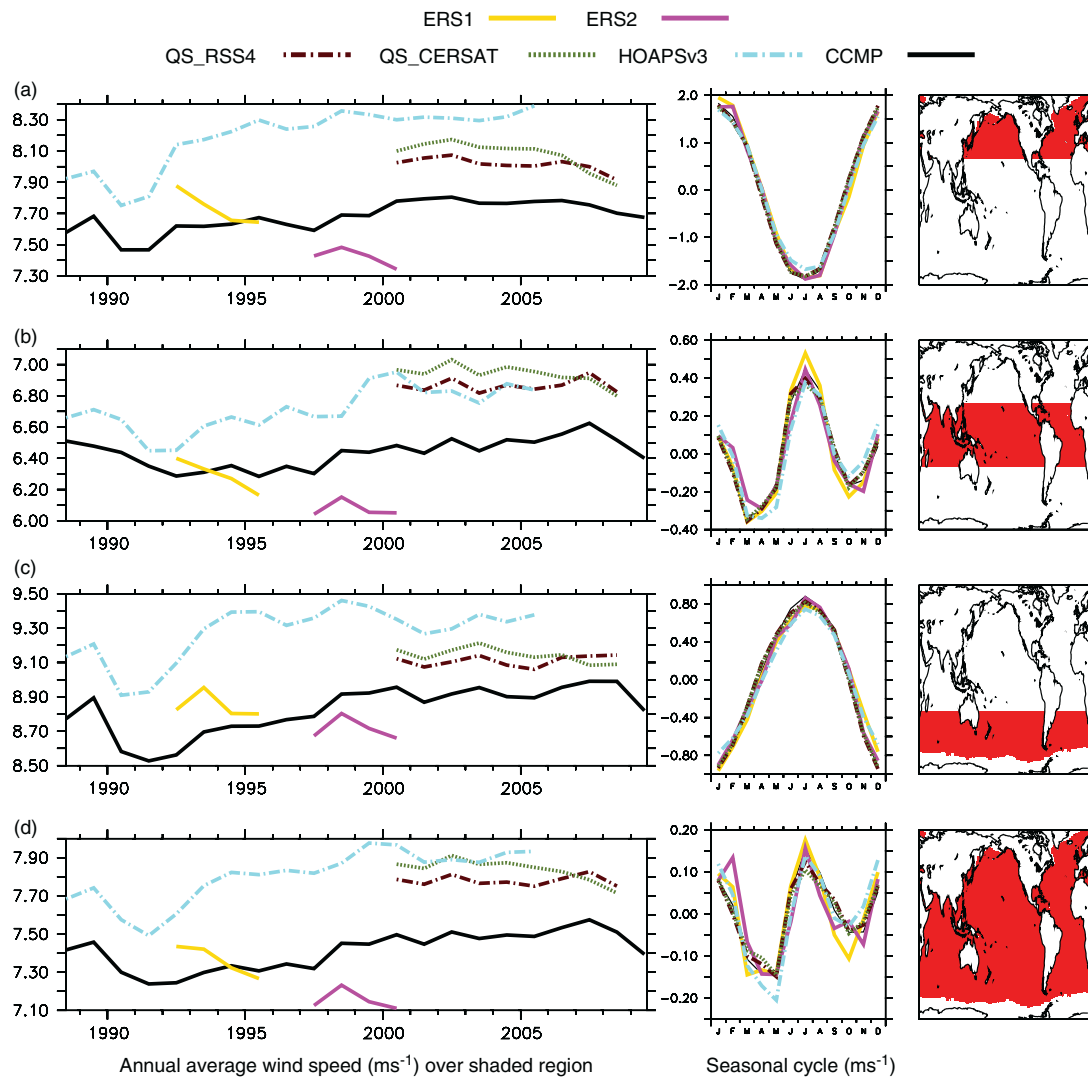 ERS1 ERS2
QS_RSS4 QS_CERSAT HOAPSv3 CCMP
(a)
8.30
8.10
7.90
7.70
7.50
7.30
1990 1995 2000 2005
2.0
1.0
0.0
−1.0
−2.0
J F M A M J J A S O N D
(b)
7.00
6.80
6.60
6.40
6.20
6.00
1990 1995 2000 2005
0.60
0.40
0.20
0.00
−0.20
−0.40
J F M A M J J A S O N D
(c)
9.50
9.30
9.10
8.90
8.70
8.50
1990 1995 2000 2005
0.80
0.40
0.00
−0.40
−0.80
J F M A M J J A S O N D
(d)
7.90
7.70
7.50
7.30
7.10
1990 1995 2000 2005
0.20
0.10
0.00
−0.10
−0.20
J F M A M J J A S O N D
Annual average wind speed (ms⁻¹) over shaded region
Seasonal cycle (ms⁻¹)